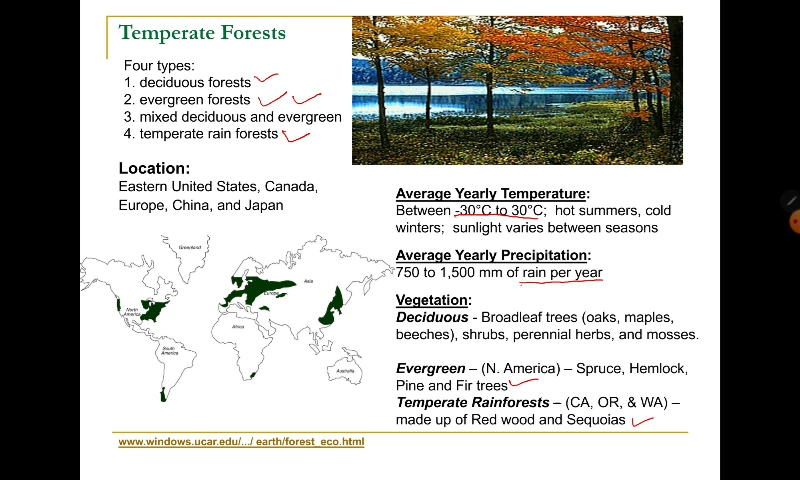 Temperate Forests
Four types:
1. deciduous forests
2. evergreen forests
3. mixed deciduous and evergreen
4. temperate rain forests
Location:
Eastern United States, Canada,
Europe, China, and Japan
Average Yearly Temperature:
Between -30°C to 30°C; hot summers, cold
winters; sunlight varies between seasons
Average Yearly Precipitation:
750 to 1,500 mm of rain per year
Vegetation:
Deciduous - Broadleaf trees (oaks, maples,
beeches), shrubs, perennial herbs, and mosses.
Evergreen – (N. America) – Spruce, Hemlock,
Pine and Fir trees
Temperate Rainforests – (CA, OR, & WA) –
made up of Red wood and Sequoias
Greenland
North
America
Europe
Asia
Africa
South
America
Australia
www.windows.ucar.edu/.../ earth/forest_eco.html